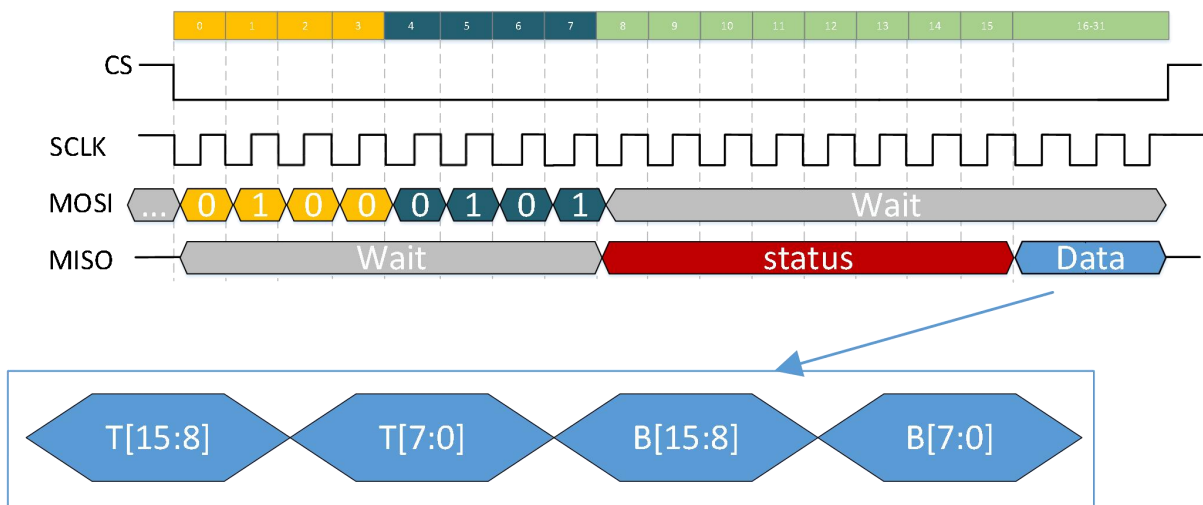 0 1 2 3 4 5 6 7 8 9 10 11 12 13 14 15 16-31
CS
SCLK
MOSI ... 0 1 0 0 0 1 0 1 Wait
MISO Wait status Data
T[15:8] T[7:0] B[15:8] B[7:0]